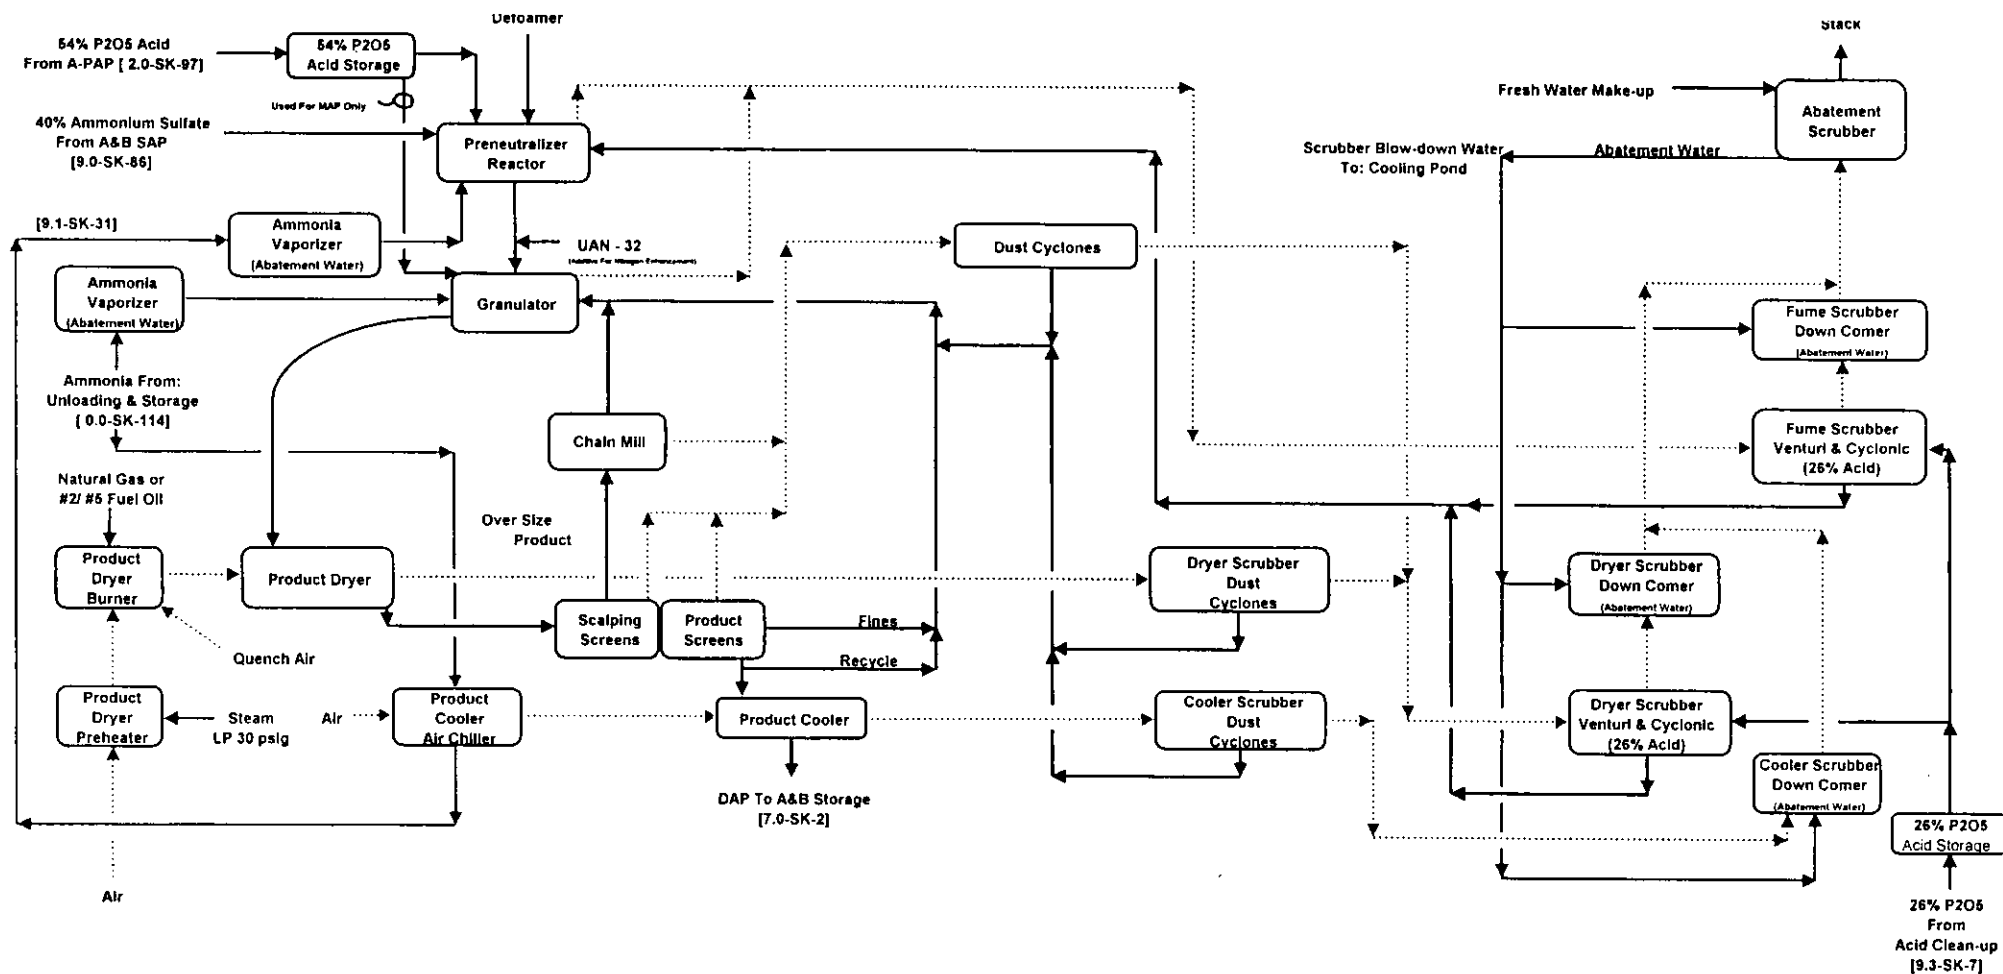 Defoamer
Stack
54% P2O5 Acid
From A-PAP [ 2.0-SK-97]
54% P2O5
Acid Storage
Used For MAP Only
Fresh Water Make-up
Abatement
Scrubber
40% Ammonium Sulfate
From A&B SAP
[9.0-SK-86]
Preneutralizer
Reactor
Scrubber Blow-down Water
To: Cooling Pond
Abatement Water
[9.1-SK-31]
Ammonia
Vaporizer
(Abatement Water)
UAN - 32
(Additive For Nitrogen Enhancement)
Dust Cyclones
Ammonia
Vaporizer
(Abatement Water)
Granulator
Fume Scrubber
Down Comer
(Abatement Water)
Ammonia From:
Unloading & Storage
[ 0.0-SK-114]
Chain Mill
Fume Scrubber
Venturi & Cyclonic
(26% Acid)
Natural Gas or
#2/ #5 Fuel Oil
Over Size
Product
Product
Dryer
Burner
Product Dryer
Dryer Scrubber
Dust
Cyclones
Dryer Scrubber
Down Comer
(Abatement Water)
Scalping
Screens
Product
Screens
Fines
Recycle
Quench Air
Product
Dryer
Preheater
Steam
LP 30 psig
Air
Product
Cooler
Air Chiller
Product Cooler
Cooler Scrubber
Dust
Cyclones
Dryer Scrubber
Venturi & Cyclonic
(26% Acid)
Cooler Scrubber
Down Comer
(Abatement Water)
DAP To A&B Storage
[7.0-SK-2]
26% P2O5
Acid Storage
Air
26% P2O5
From
Acid Clean-up
[9.3-SK-7]